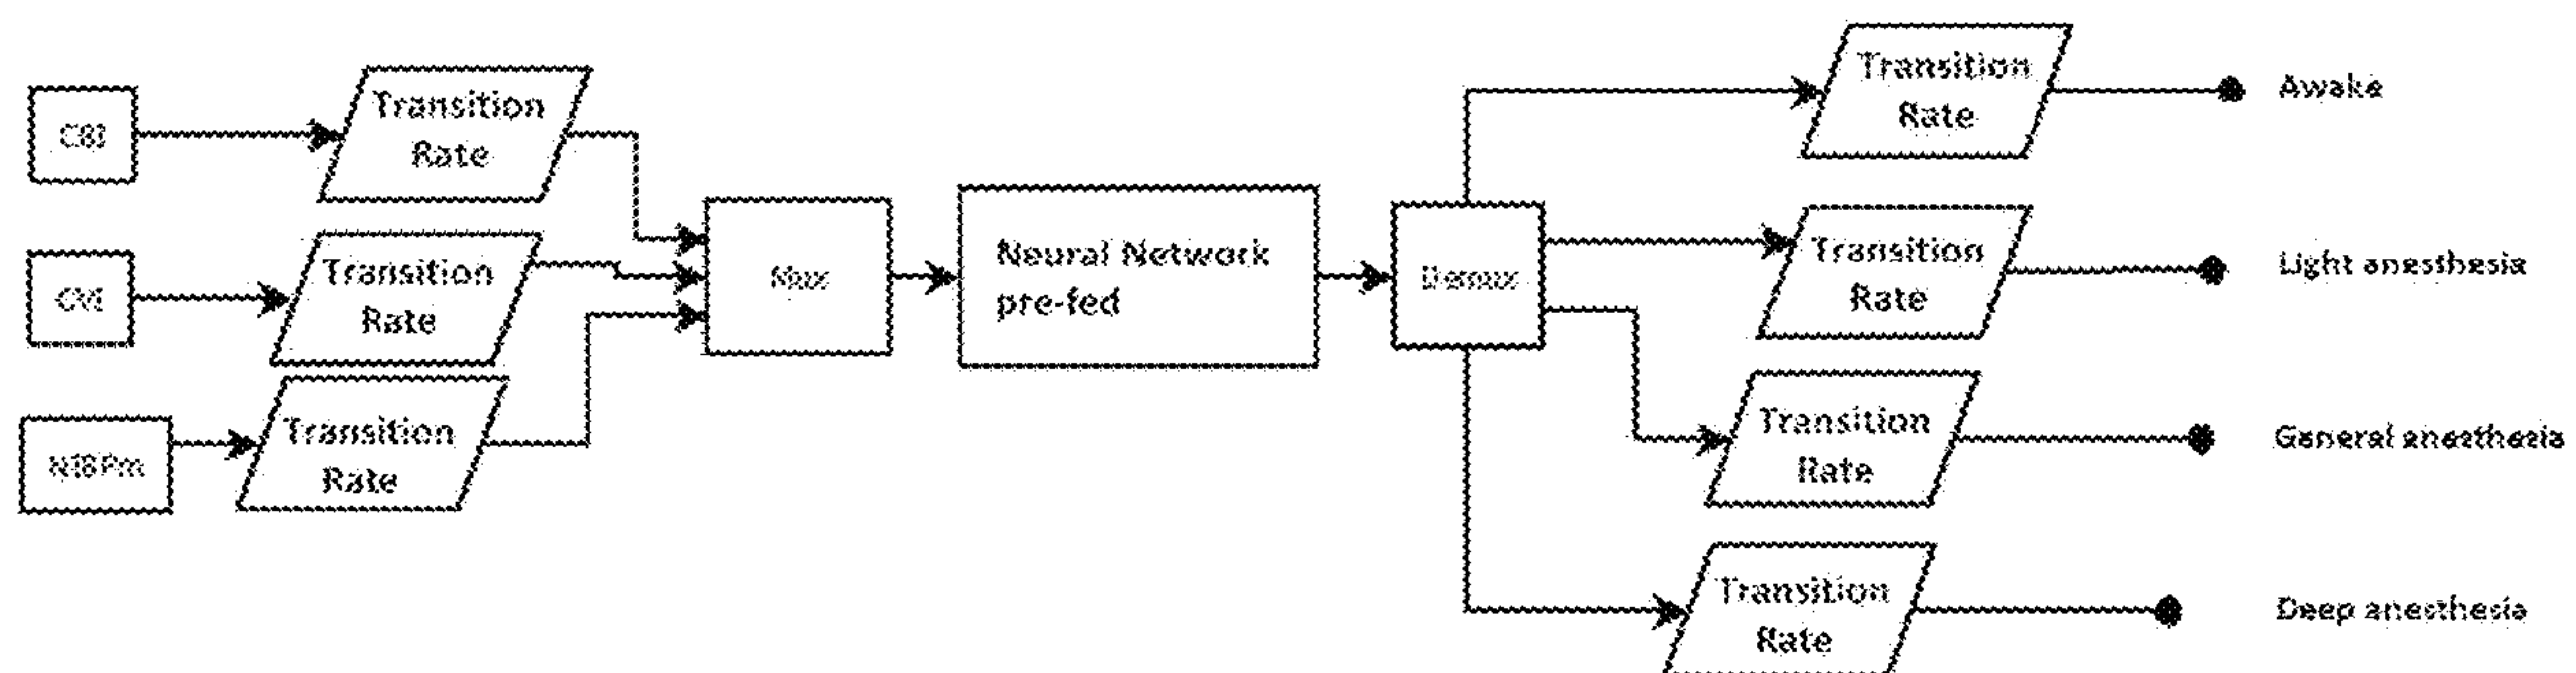 CSI
Transition
Rate
CVI
Transition
Rate
NIBPm
Transition
Rate
Mux
Neural Network
pre-fed
Demux
Transition
Rate
Awake
Transition
Rate
Light anesthesia
Transition
Rate
General anesthesia
Transition
Rate
Deep anesthesia